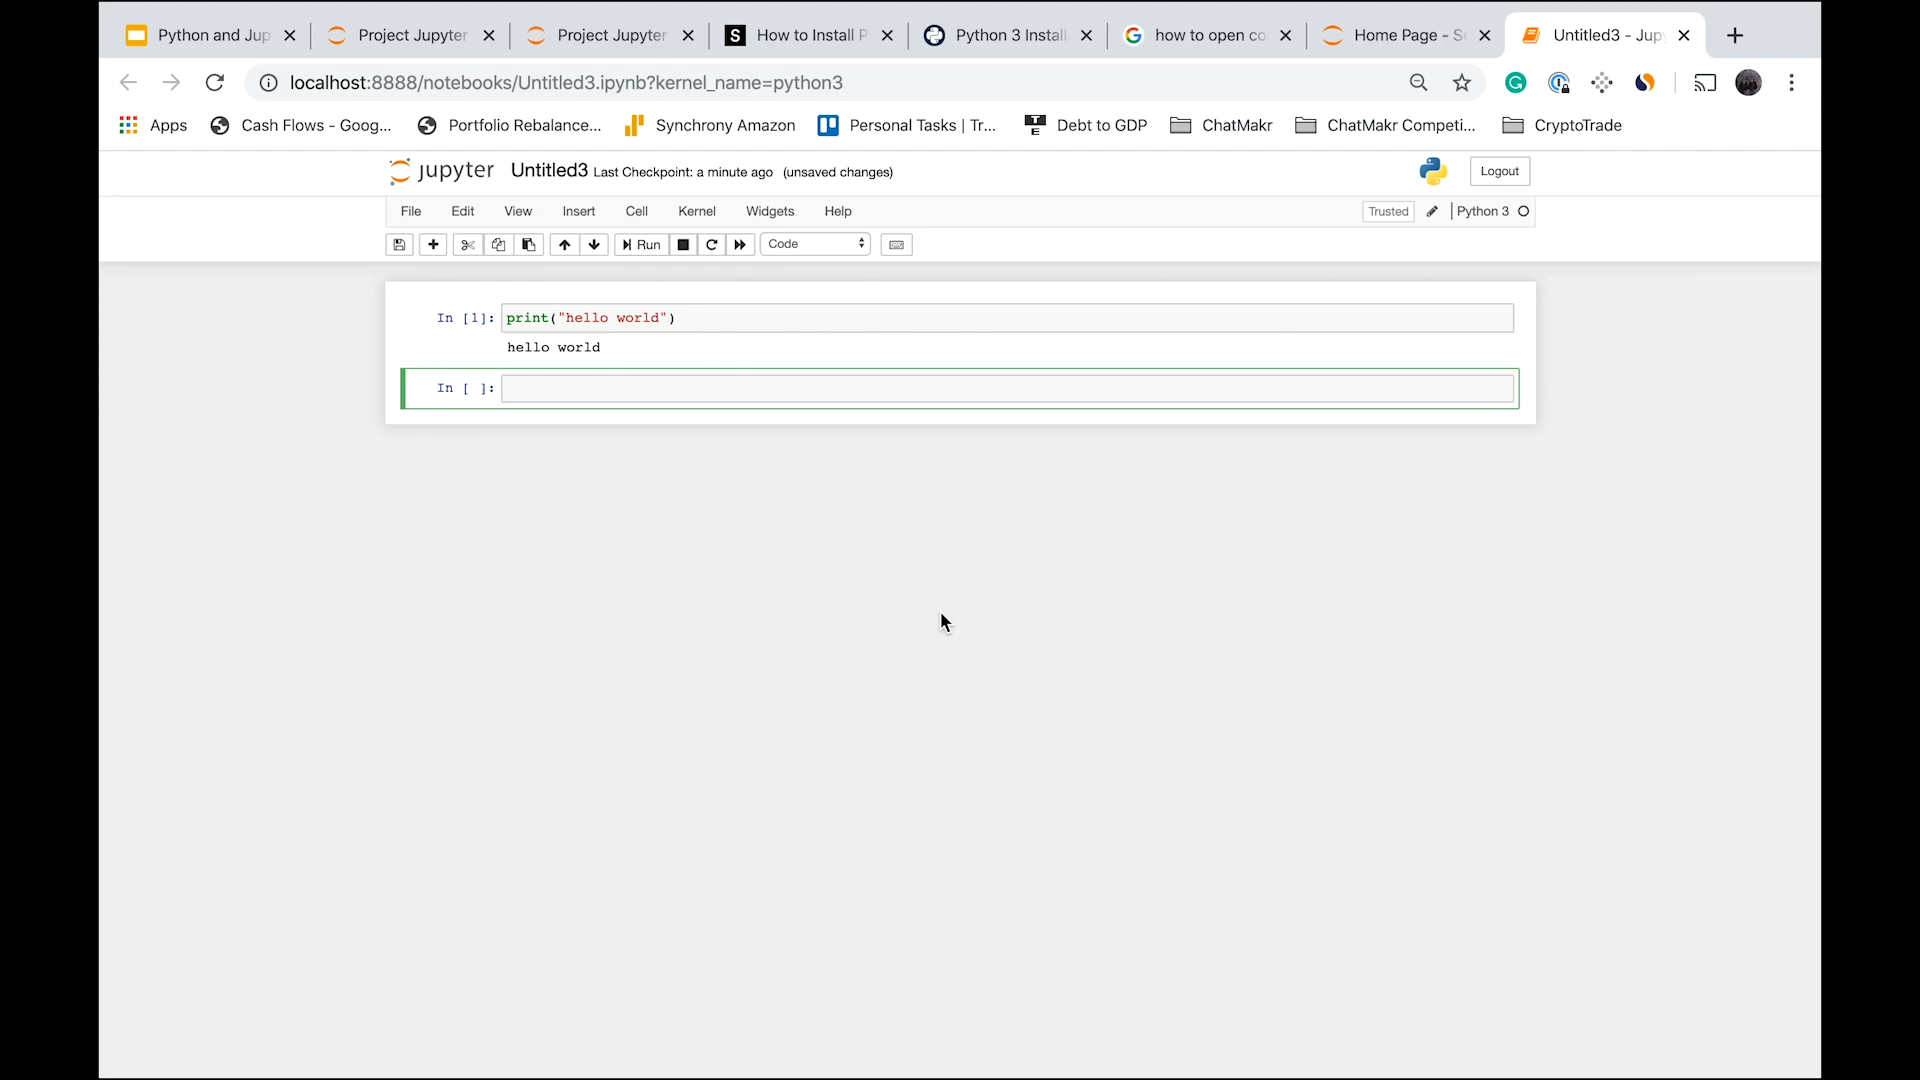 Python and Jup
Project Jupyter
Project Jupyter
S How to Install P
Python 3 Install
how to open co
Home Page - S
Untitled3 - Jup
localhost:8888/notebooks/Untitled3.ipynb?kernel_name=python3
Apps
Cash Flows - Goog...
Portfolio Rebalance...
Synchrony Amazon
Personal Tasks | Tr...
TE Debt to GDP
ChatMakr
ChatMakr Competi...
CryptoTrade
jupyter Untitled3 Last Checkpoint: a minute ago (unsaved changes)
Logout
File Edit View Insert Cell Kernel Widgets Help
Trusted Python 3
Run Code
In [1]: print("hello world")
hello world
In [ ]: